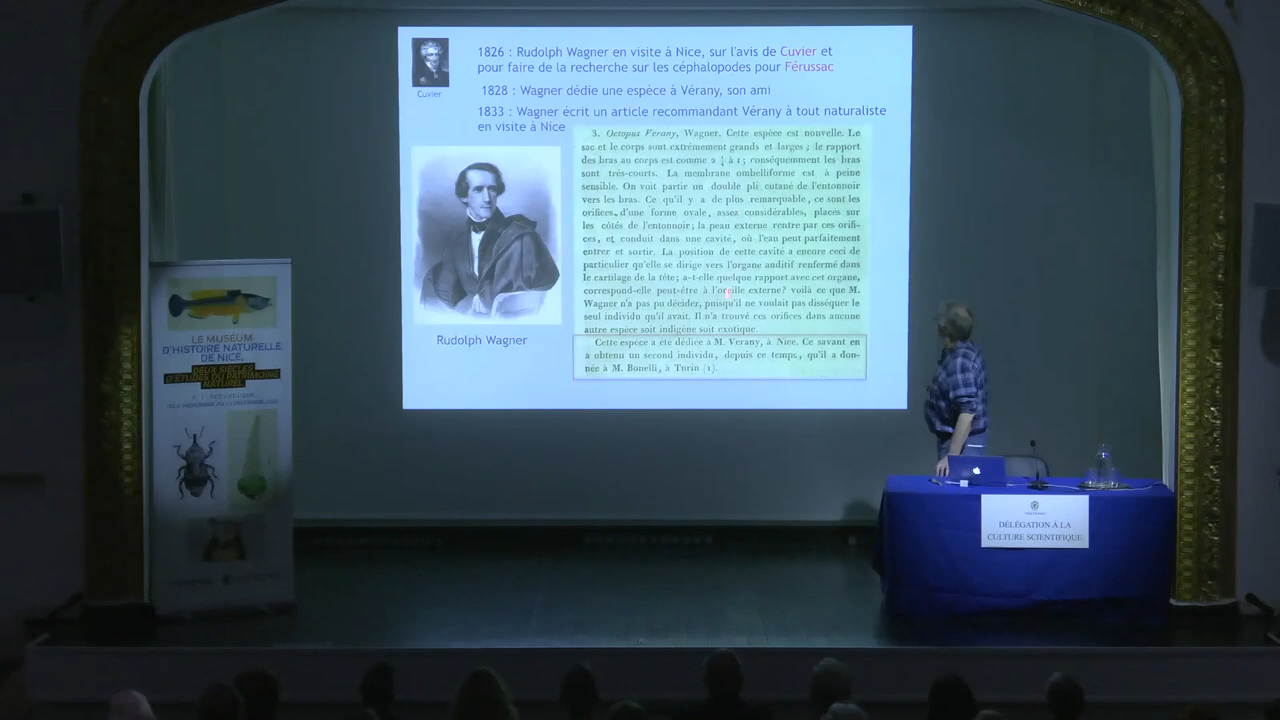 1826 : Rudolph Wagner en visite à Nice, sur l'avis de Cuvier et
pour faire de la recherche sur les céphalopodes pour Férussac
Cuvier
1828 : Wagner dédie une espèce à Vérany, son ami
1833 : Wagner écrit un article recommandant Vérany à tout naturaliste
en visite à Nice
3. Octopus Verany, Wagner. Cette espèce est nouvelle. Le
sac et le corps sont extrêmement grands et larges ; le rapport
des bras au corps est comme 2 ¼ à 1 ; conséquemment les bras
sont très-courts. La membrane ombelliforme est à peine
sensible. On voit partir un double pli cutané de l'entonnoir
vers les bras. Ce qu'il y a de plus remarquable, ce sont les
orifices, d'une forme ovale, assez considérables, placés sur
les côtés de l'entonnoir ; la peau externe rentre par ces orifi-
ces, et conduit dans une cavité, où l'eau peut parfaitement
entrer et sortir. La position de cette cavité a encore ceci de
particulier qu'elle se dirige vers l'organe auditif renfermé dans
le cartilage de la tête ; a-t-elle quelque rapport avec cet organe,
correspond-elle peut-être à l'oreille externe? voilà ce que M.
Wagner n'a pas pu décider, puisqu'il ne voulait pas disséquer le
seul individu qu'il avait. Il n'a trouvé ces orifices dans aucune
autre espèce soit indigène soit exotique.
Cette espèce a été dédiée à M. Verany, à Nice. Ce savant en
a obtenu un second individu, depuis ce temps, qu'il a don-
née à M. Bonelli, à Turin (1).
Rudolph Wagner
LE MUSÉUM
D'HISTOIRE NATURELLE
DE NICE,
DEUX SIÈCLES
D'ÉTUDES DU PATRIMOINE
NATUREL
DÉLÉGATION À LA
CULTURE SCIENTIFIQUE